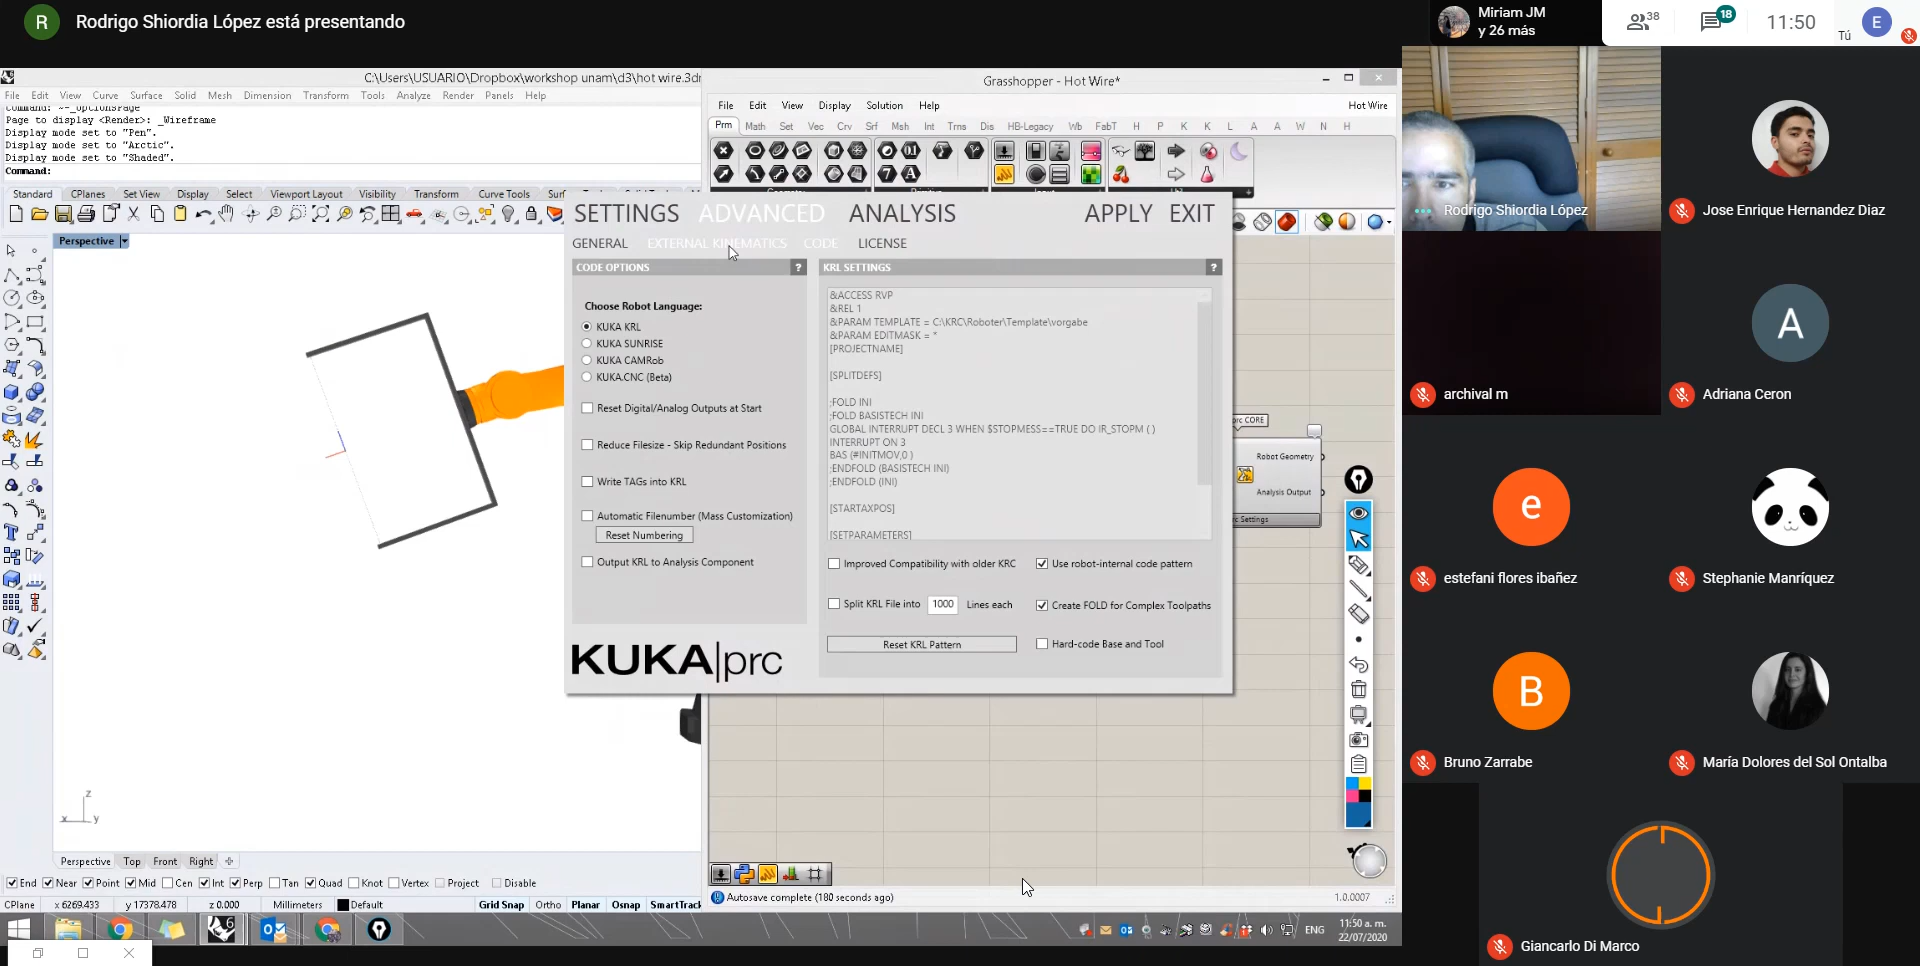 R Rodrigo Shiordia López está presentando
Miriam JM
y 26 más
38
18
11:50
Tú
E
C:\Users\USUARIO\Dropbox\workshop unam\d3\hot wire.3dr
File Edit View Curve Surface Solid Mesh Dimension Transform Tools Analyze Render Panels Help
Command: ~-_OptionsPage
Page to display <Render>: _Wireframe
Display mode set to "Pen".
Display mode set to "Arctic".
Display mode set to "Shaded".
Command:
Standard CPlanes Set View Display Select Viewport Layout Visibility Transform Curve Tools Surf
Perspective
Grasshopper - Hot Wire*
File Edit View Display Solution Help
Hot Wire
Prm Math Set Vec Crv Srf Msh Int Trns Dis HB-Legacy Wb FabT H P K K L A A W N H
Input
SETTINGS ADVANCED ANALYSIS APPLY EXIT
GENERAL EXTERNAL KINEMATICS CODE LICENSE
CODE OPTIONS ?
Choose Robot Language:
KUKA KRL
KUKA SUNRISE
KUKA CAMRob
KUKA.CNC (Beta)
Reset Digital/Analog Outputs at Start
Reduce Filesize - Skip Redundant Positions
Write TAGs into KRL
Automatic Filenumber (Mass Customization)
Reset Numbering
Output KRL to Analysis Component
KUKA|prc
KRL SETTINGS ?
&ACCESS RVP
&REL 1
&PARAM TEMPLATE = C:\KRC\Roboter\Template\vorgabe
&PARAM EDITMASK = *
[PROJECTNAME]
[SPLITDEFS]
;FOLD INI
;FOLD BASISTECH INI
GLOBAL INTERRUPT DECL 3 WHEN $STOPMESS==TRUE DO IR_STOPM ( )
INTERRUPT ON 3
BAS (#INITMOV,0 )
;ENDFOLD (BASISTECH INI)
;ENDFOLD (INI)
[STARTAXPOS]
[SETPARAMETERS]
Improved Compatibility with older KRC
Use robot-internal code pattern
Split KRL File into 1000 Lines each
Create FOLD for Complex Toolpaths
Reset KRL Pattern
Hard-code Base and Tool
prc CORE
Robot Geometry
Analysis Output
Settings
z
x y
Perspective Top Front Right
End Near Point Mid Cen Int Perp Tan Quad Knot Vertex Project Disable
CPlane x 6269.433 y 17378.478 z 0.000 Millimeters Default Grid Snap Ortho Planar Osnap SmartTrack
Autosave complete (180 seconds ago)
1.0.0007
ENG
11:50 a. m.
22/07/2020
Rodrigo Shiordia López
Jose Enrique Hernandez Diaz
archival m
A
Adriana Ceron
e
estefani flores ibañez
Stephanie Manríquez
B
Bruno Zarrabe
María Dolores del Sol Ontalba
Giancarlo Di Marco